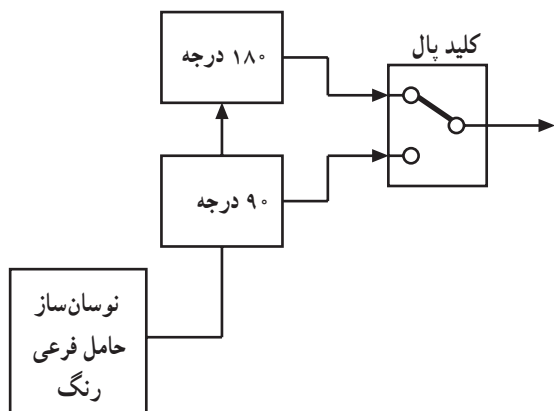 کلید پال
۱۸۰ درجه
۹۰ درجه
نوسان‌ساز
حامل فرعی
رنگ